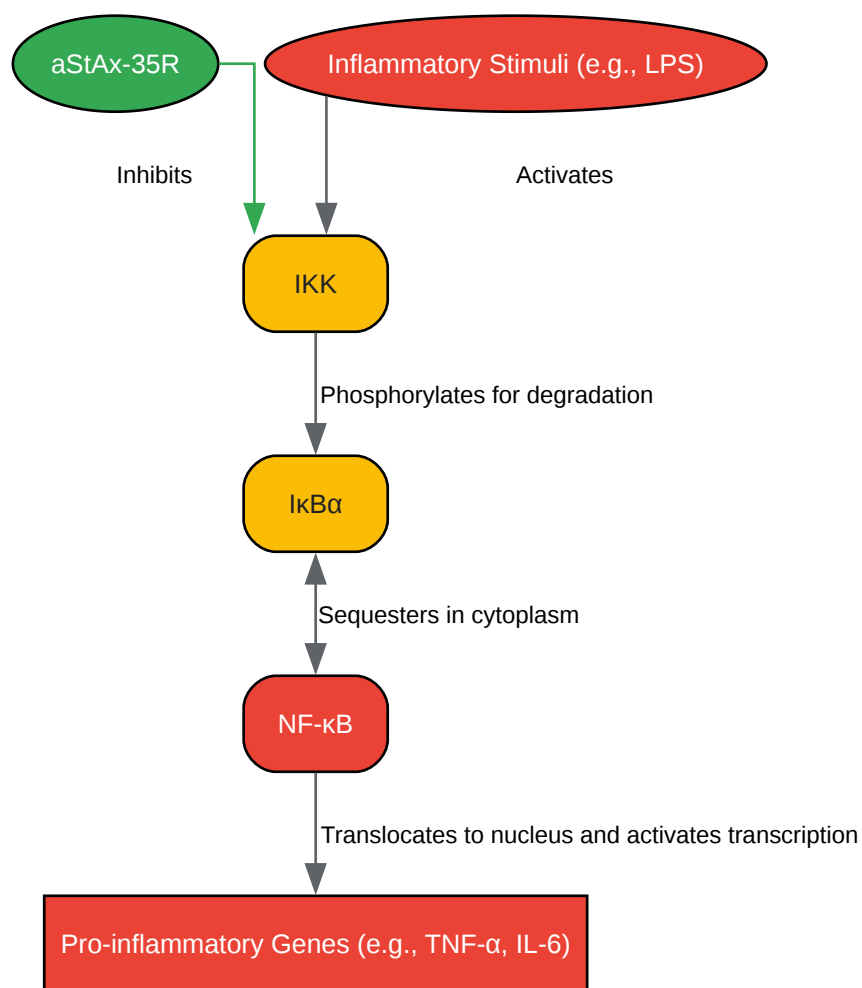 aStAx-35R
Inflammatory Stimuli (e.g., LPS)
Inhibits
Activates
IKK
Phosphorylates for degradation
IκBα
Sequesters in cytoplasm
NF-κB
Translocates to nucleus and activates transcription
Pro-inflammatory Genes (e.g., TNF-α, IL-6)